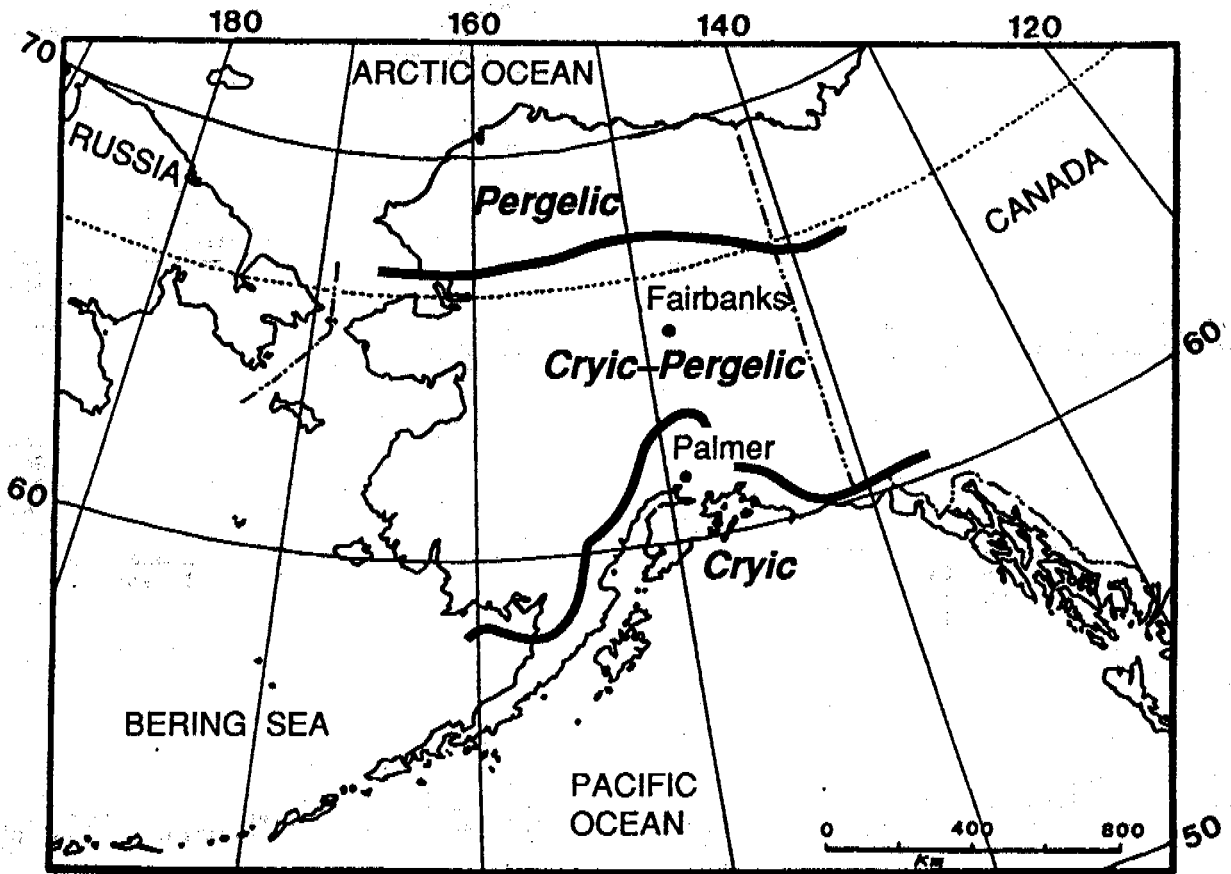 180 160 140 120
70
ARCTIC OCEAN
RUSSIA
CANADA
Pergelic
Fairbanks
60
Cryic-Pergelic
Palmer
60
Cryic
BERING SEA
PACIFIC
OCEAN
0 400 800
Km
50